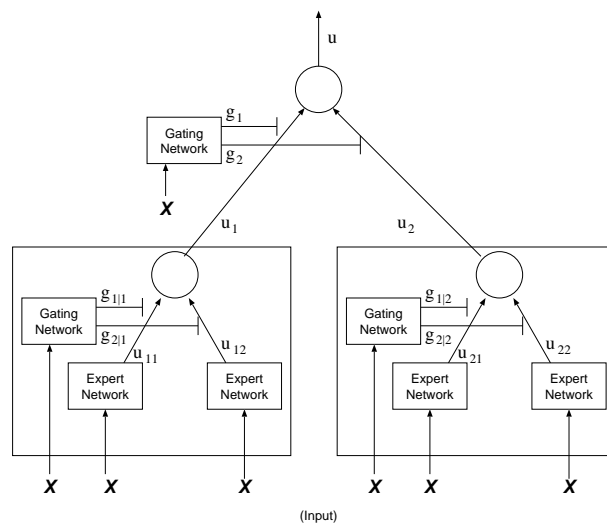 u
g1
Gating
Network
g2
X
u1
u2
g1|1
Gating
Network
g2|1
u11
u12
Expert
Network
Expert
Network
X
X
X
g1|2
Gating
Network
g2|2
u21
u22
Expert
Network
Expert
Network
X
X
X
(Input)